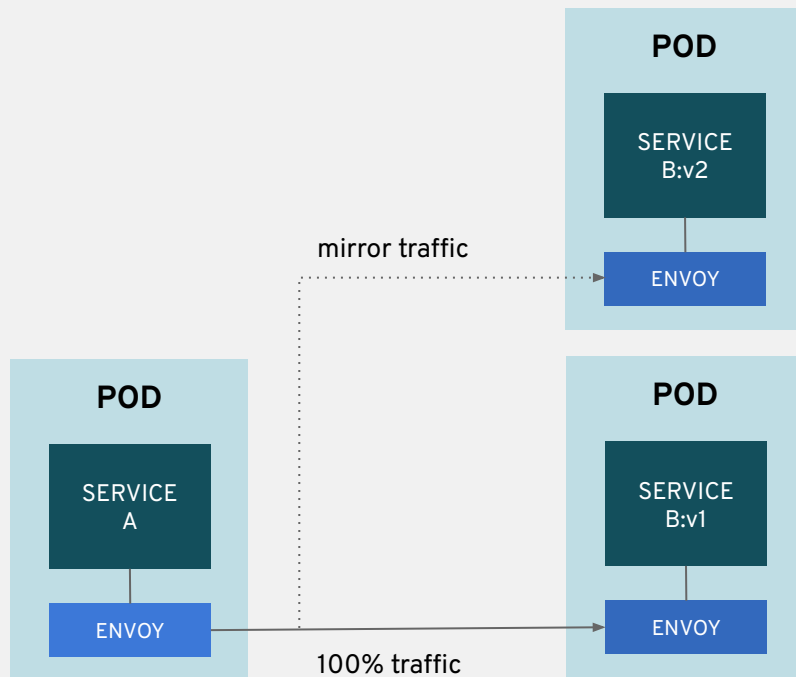 POD
SERVICE
B:v2
ENVOY
mirror traffic
POD
SERVICE
A
ENVOY
100% traffic
POD
SERVICE
B:v1
ENVOY